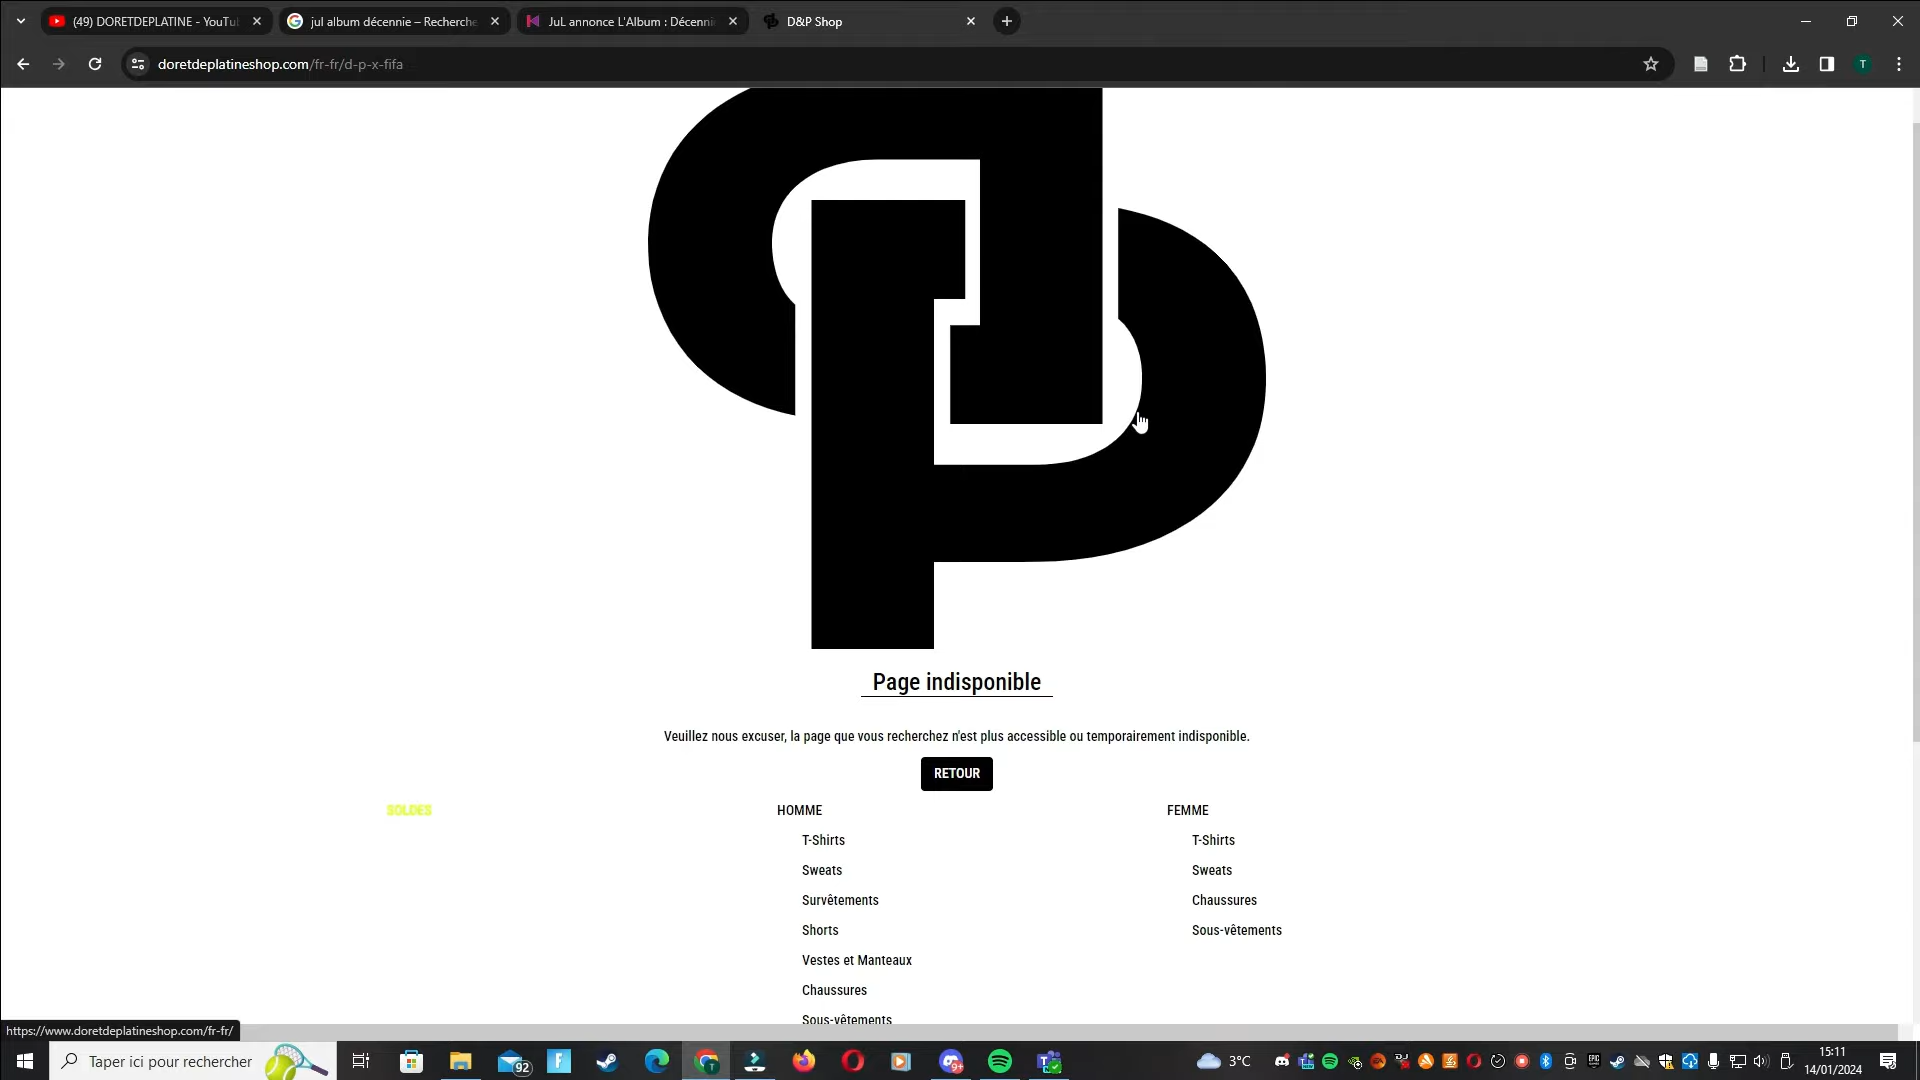 (49) DORETDEPLATINE - YouTu
jul album décennie – Recherche
JuL annonce L'Album : Décenni
D&P Shop
doretdeplatineshop.com/fr-fr/d-p-x-fifa
T
Page indisponible
Veuillez nous excuser, la page que vous recherchez n'est plus accessible ou temporairement indisponible.
RETOUR
SOLDES
HOMME
T-Shirts
Sweats
Survêtements
Shorts
Vestes et Manteaux
Chaussures
Sous-vêtements
FEMME
T-Shirts
Sweats
Chaussures
Sous-vêtements
https://www.doretdeplatineshop.com/fr-fr/
Taper ici pour rechercher
92
9+
3°C
15:11
14/01/2024